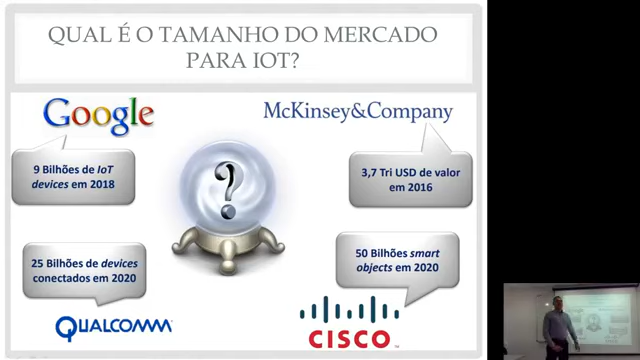 QUAL É O TAMANHO DO MERCADO
PARA IOT?
Google
McKinsey&Company
9 Bilhões de IoT
devices em 2018
3,7 Tri USD de valor
em 2016
?
25 Bilhões de devices
conectados em 2020
50 Bilhões smart
objects em 2020
QUALCOMM
CISCO